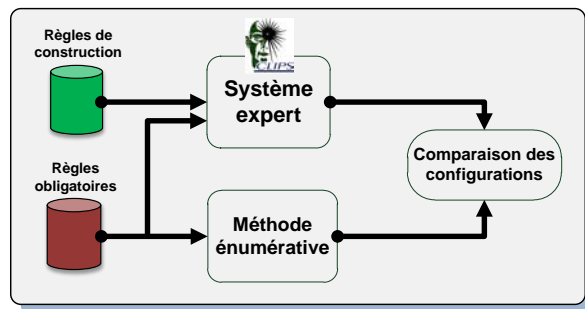 Règles de
construction
CLIPS
Système
expert
Comparaison des
configurations
Règles
obligatoires
Méthode
énumérative